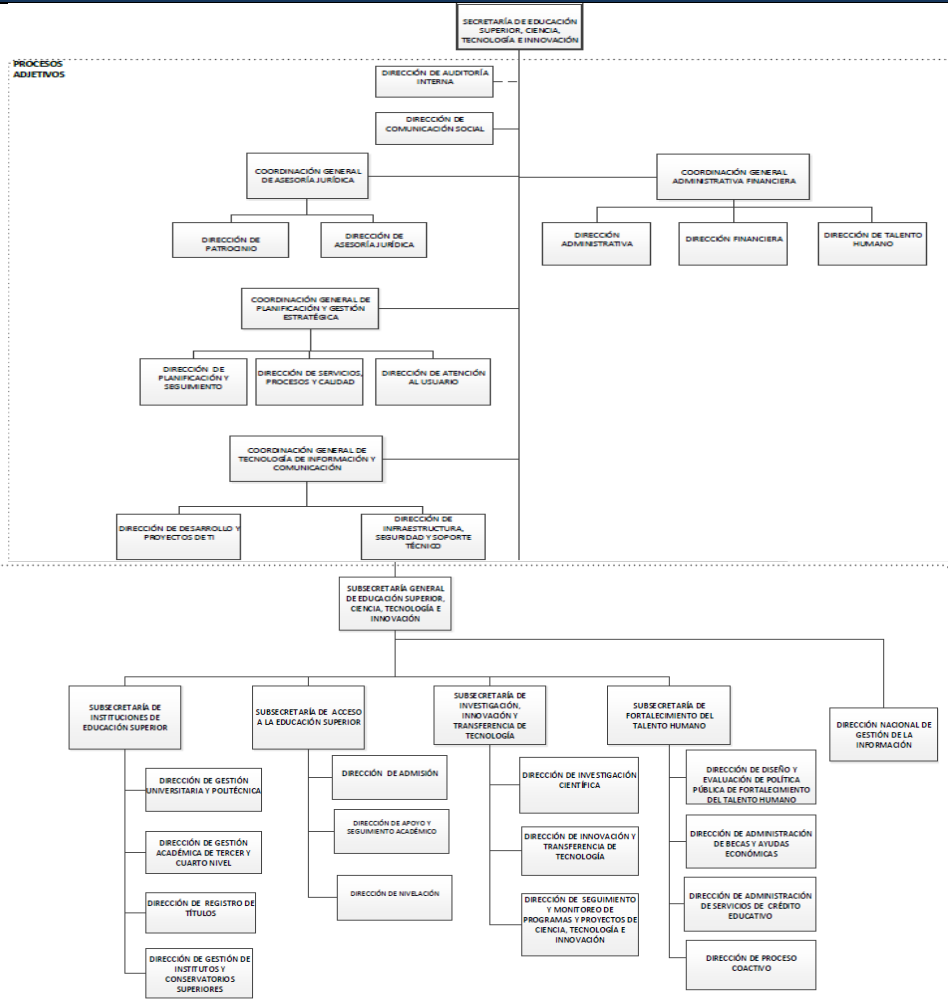 SECRETARÍA DE EDUCACIÓN
SUPERIOR, CIENCIA,
TECNOLOGÍA E INNOVACIÓN
PROCESOS
ADJETIVOS
DIRECCIÓN DE AUDITORÍA
INTERNA
DIRECCIÓN DE
COMUNICACIÓN SOCIAL
COORDINACIÓN GENERAL
DE ASESORÍA JURÍDICA
COORDINACIÓN GENERAL
ADMINISTRATIVA FINANCIERA
DIRECCIÓN DE
PATROCINIO
DIRECCIÓN DE
ASESORÍA JURÍDICA
DIRECCIÓN
ADMINISTRATIVA
DIRECCIÓN FINANCIERA
DIRECCIÓN DE TALENTO
HUMANO
COORDINACIÓN GENERAL DE
PLANIFICACIÓN Y GESTIÓN
ESTRATÉGICA
DIRECCIÓN DE
PLANIFICACIÓN Y
SEGUIMIENTO
DIRECCIÓN DE SERVICIOS,
PROCESOS Y CALIDAD
DIRECCIÓN DE ATENCIÓN
AL USUARIO
COORDINACIÓN GENERAL DE
TECNOLOGÍA DE INFORMACIÓN Y
COMUNICACIÓN
DIRECCIÓN DE DESARROLLO Y
PROYECTOS DE TI
DIRECCIÓN DE
INFRAESTRUCTURA,
SEGURIDAD Y SOPORTE
TÉCNICO
SUBSECRETARÍA GENERAL
DE EDUCACIÓN SUPERIOR,
CIENCIA, TECNOLOGÍA E
INNOVACIÓN
SUBSECRETARÍA DE
INSTITUCIONES DE
EDUCACIÓN SUPERIOR
SUBSECRETARÍA DE ACCESO
A LA EDUCACIÓN SUPERIOR
SUBSECRETARÍA DE
INVESTIGACIÓN,
INNOVACIÓN Y
TRANSFERENCIA DE
TECNOLOGÍA
SUBSECRETARÍA DE
FORTALECIMIENTO DEL
TALENTO HUMANO
DIRECCIÓN NACIONAL DE
GESTIÓN DE LA
INFORMACIÓN
DIRECCIÓN DE GESTIÓN
UNIVERSITARIA Y POLITÉCNICA
DIRECCIÓN DE GESTIÓN
ACADÉMICA DE TERCER Y
CUARTO NIVEL
DIRECCIÓN DE REGISTRO DE
TÍTULOS
DIRECCIÓN DE GESTIÓN DE
INSTITUTOS Y
CONSERVATORIOS
SUPERIORES
DIRECCIÓN DE ADMISIÓN
DIRECCIÓN DE APOYO Y
SEGUIMIENTO ACADÉMICO
DIRECCIÓN DE NIVELACIÓN
DIRECCIÓN DE INVESTIGACIÓN
CIENTÍFICA
DIRECCIÓN DE INNOVACIÓN Y
TRANSFERENCIA DE
TECNOLOGÍA
DIRECCIÓN DE SEGUIMIENTO
Y MONITOREO DE
PROGRAMAS Y PROYECTOS DE
CIENCIA, TECNOLOGÍA E
INNOVACIÓN
DIRECCIÓN DE DISEÑO Y
EVALUACIÓN DE POLÍTICA
PÚBLICA DE FORTALECIMIENTO
DEL TALENTO HUMANO
DIRECCIÓN DE ADMINISTRACIÓN
DE BECAS Y AYUDAS
ECONÓMICAS
DIRECCIÓN DE ADMINISTRACIÓN
DE SERVICIOS DE CRÉDITO
EDUCATIVO
DIRECCIÓN DE PROCESO
COACTIVO